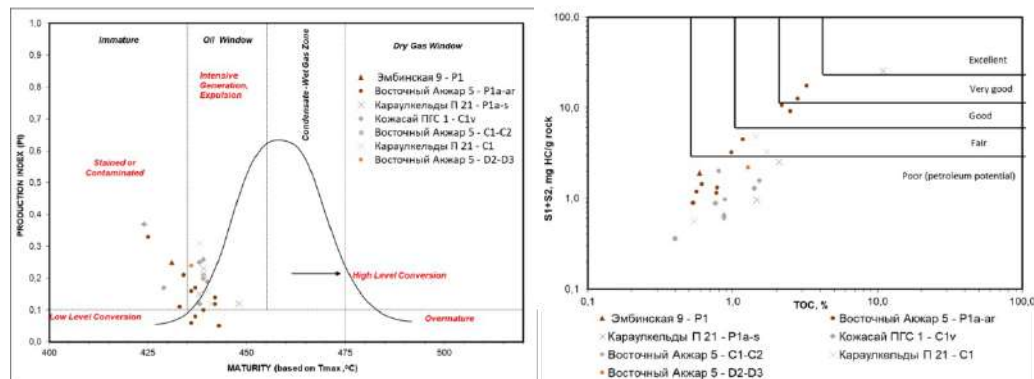 1,0
0,9
0,8
0,7
0,6
0,5
0,4
0,3
0,2
0,1
0,0
PRODUCTION INDEX (PI)
Immature
Oil Window
Condensate -Wet Gas Zone
Dry Gas Window
Intensive
Generation,
Expulsion
Stained or
Contaminated
Low Level Conversion
High Level Conversion
Overmature
Эмбинская 9 - P1
Восточный Акжар 5 - P1a-ar
Караулкельды П 21 - P1a-s
Кожасай ПГС 1 - C1v
Восточный Акжар 5 - C1-C2
Караулкельды П 21 - C1
Восточный Акжар 5 - D2-D3
400
425
450
475
500
MATURITY (based on Tmax ,°C)
100,0
10,0
1,0
0,1
S1+S2, mg HC/g rock
Excellent
Very good
Good
Fair
Poor (petroleum potential)
0,1
1,0
10,0
100,0
TOC, %
Эмбинская 9 - P1
Восточный Акжар 5 - P1a-ar
Караулкельды П 21 - P1a-s
Кожасай ПГС 1 - C1v
Восточный Акжар 5 - C1-C2
Караулкельды П 21 - C1
Восточный Акжар 5 - D2-D3